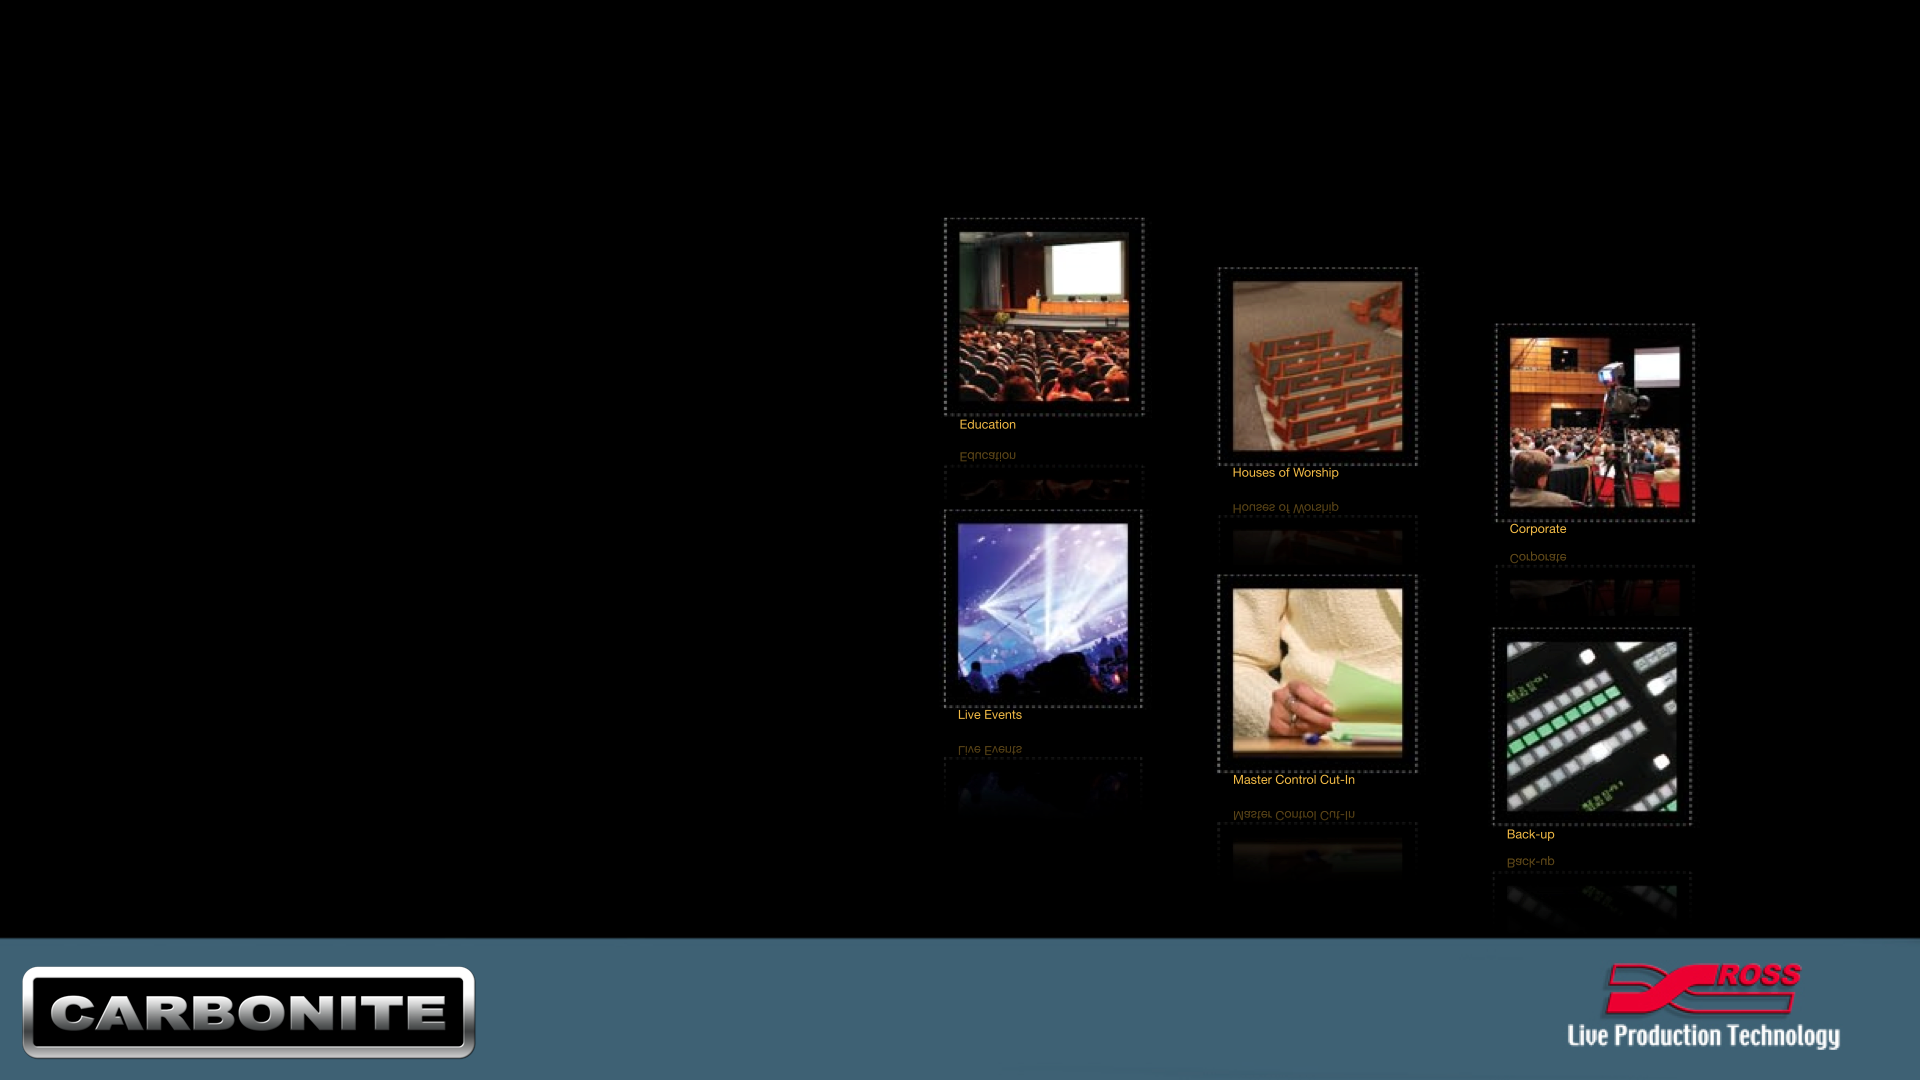 Education
Houses of Worship
Corporate
Live Events
Master Control Cut-In
Back-up
CARBONITE
ROSS
Live Production Technology